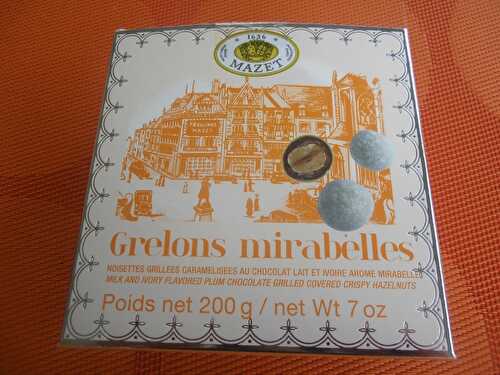 1636
MAZET
Grelons mirabelles
NOISETTES GRILLEES CARAMELISEES AU CHOCOLAT LAIT ET IVOIRE AROME MIRABELLE
MILK AND IVORY FLAVORED PLUM CHOCOLATE GRILLED COVERED CRISPY HAZELNUTS
Poids net 200 g / net Wt 7 oz